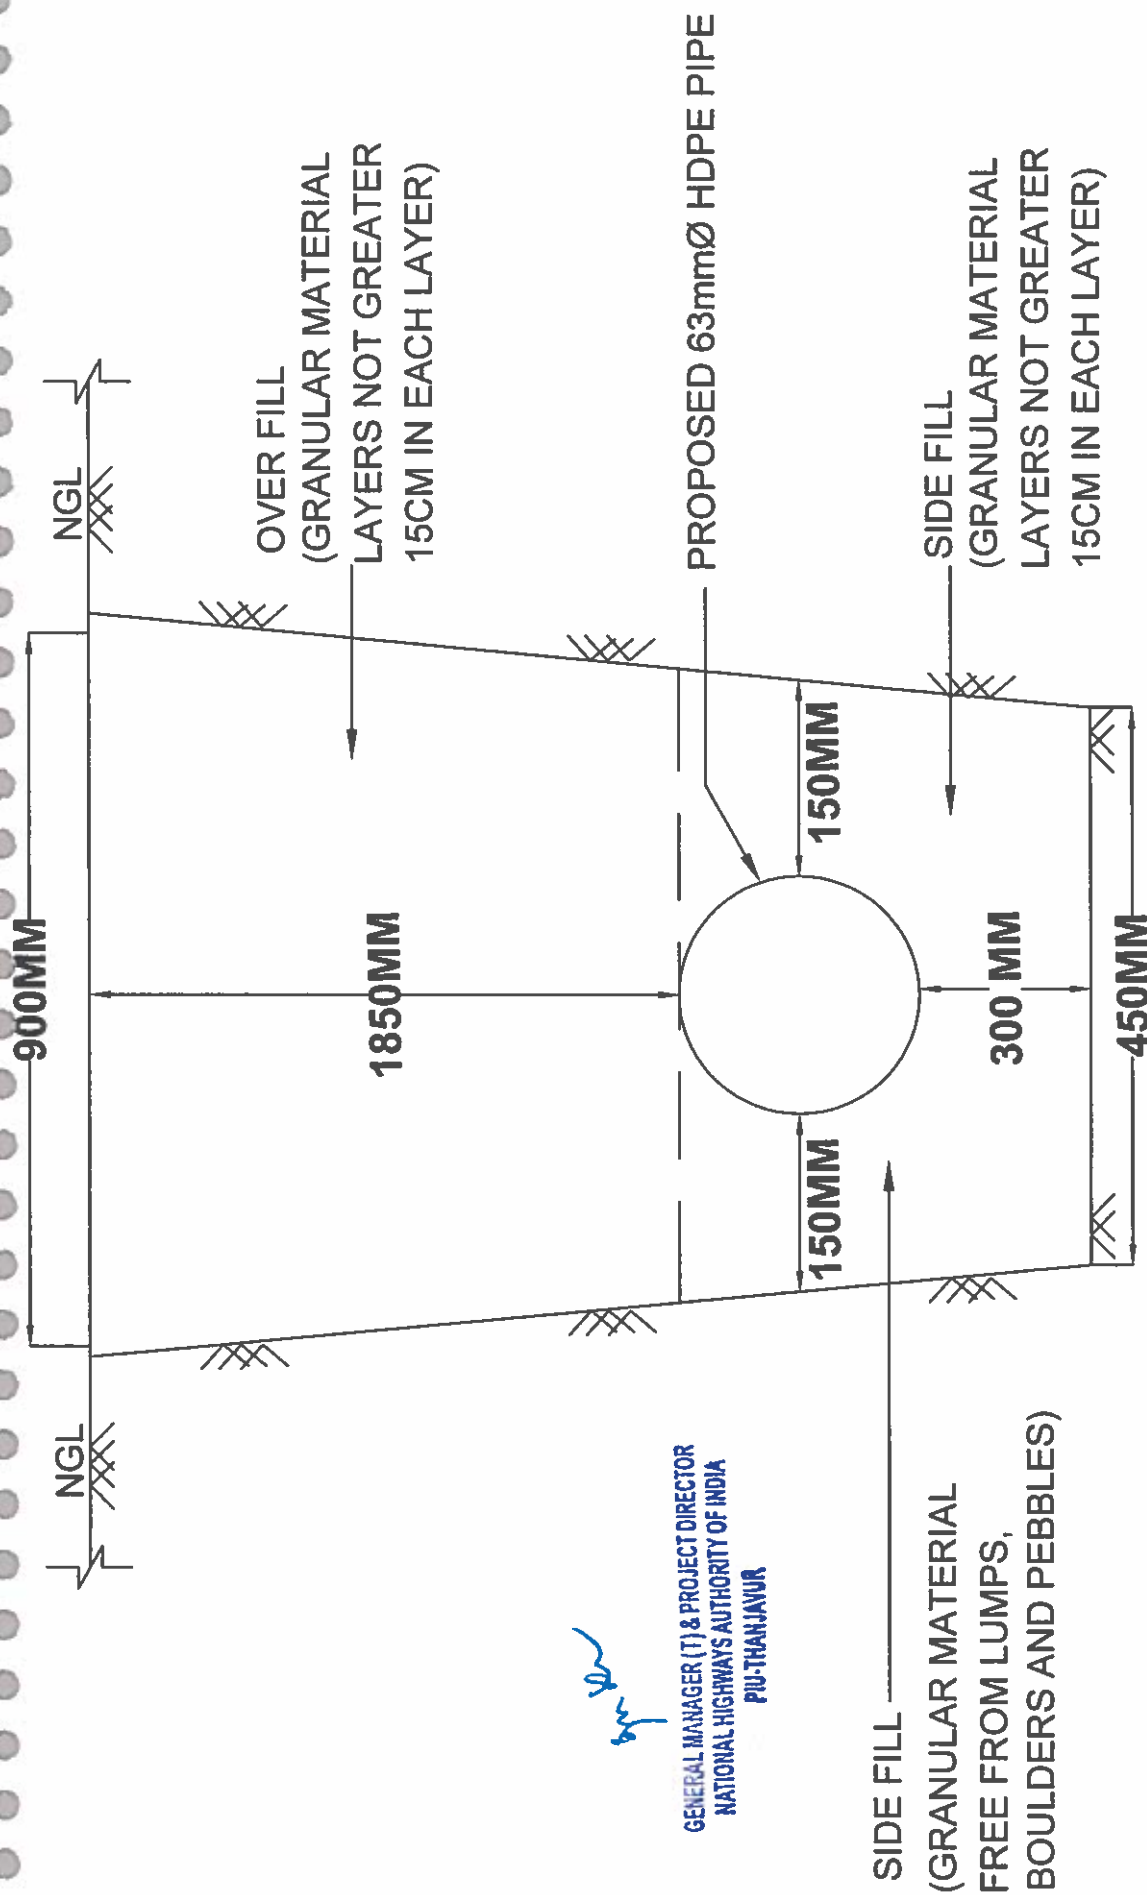 900MM
NGL
NGL
OVER FILL
(GRANULAR MATERIAL
LAYERS NOT GREATER
15CM IN EACH LAYER)
1850MM
PROPOSED 63mmØ HDPE PIPE
150MM
150MM
SIDE FILL
(GRANULAR MATERIAL
LAYERS NOT GREATER
15CM IN EACH LAYER)
300 MM
450MM
GENERAL MANAGER (T) & PROJECT DIRECTOR
NATIONAL HIGHWAYS AUTHORITY OF INDIA
PIU-THANJAVUR
SIDE FILL
(GRANULAR MATERIAL
FREE FROM LUMPS,
BOULDERS AND PEBBLES)